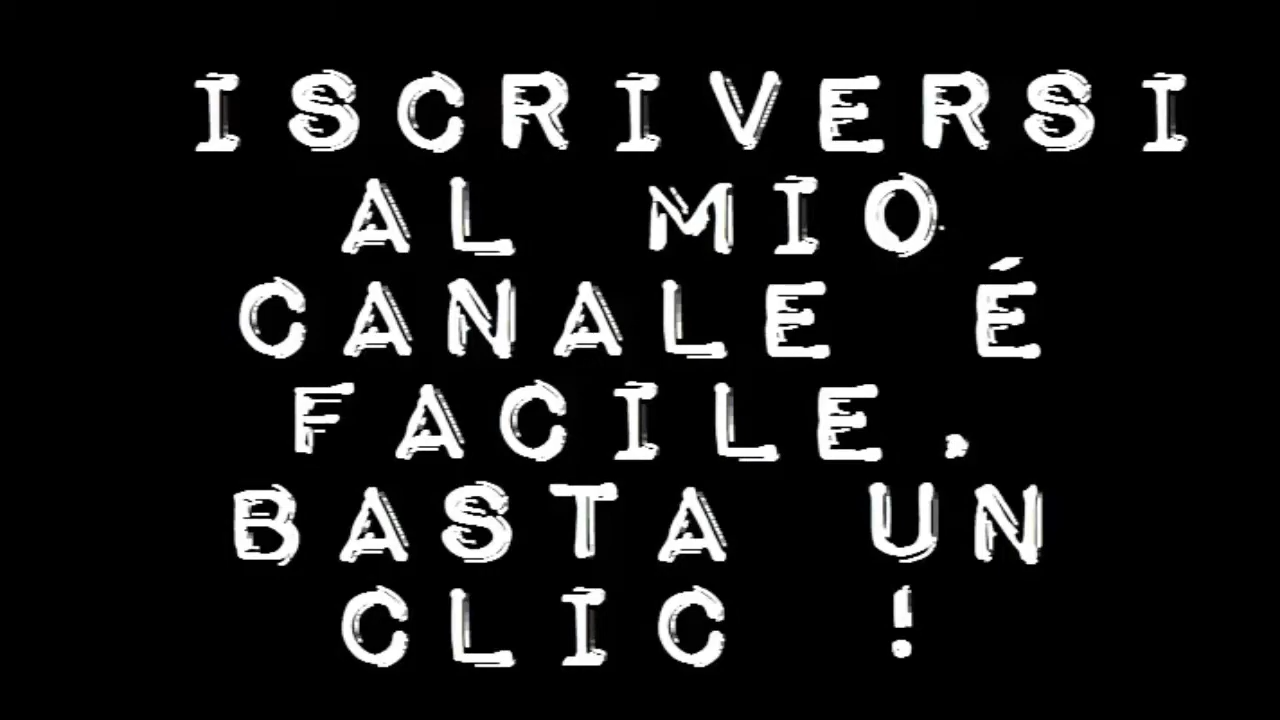 ISCRIVERSI
AL MIO
CANALE É
FACILE,
BASTA UN
CLIC !